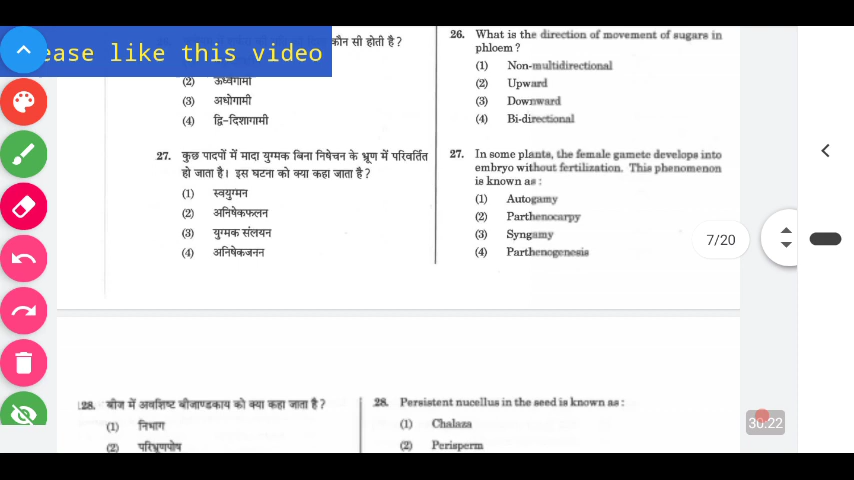 ease like this video
कौन सी होती है ?
(2) ऊर्ध्वगामी
(3) अधोगामी
(4) द्वि-दिशागामी
27. कुछ पादपों में मादा युग्मक बिना निषेचन के भ्रूण में परिवर्तित
हो जाता है। इस घटना को क्या कहा जाता है ?
(1) स्वयुग्मन
(2) अनिषेकफलन
(3) युग्मक संलयन
(4) अनिषेकजनन
26. What is the direction of movement of sugars in
phloem ?
(1) Non-multidirectional
(2) Upward
(3) Downward
(4) Bi-directional
27. In some plants, the female gamete develops into
embryo without fertilization. This phenomenon
is known as :
(1) Autogamy
(2) Parthenocarpy
(3) Syngamy
(4) Parthenogenesis
7/20
28. बीज में अवशिष्ट बीजाण्डकाय को क्या कहा जाता है ?
(1) निभाग
(2) परिभ्रूणपोष
28. Persistent nucellus in the seed is known as :
(1) Chalaza
(2) Perisperm
30:22